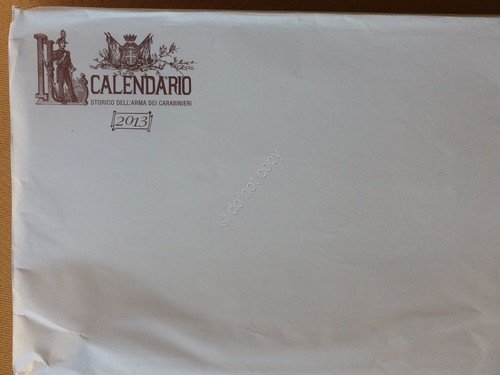 CALENDARIO
STORICO DELL'ARMA DEI CARABINIERI
2013
© do not copy